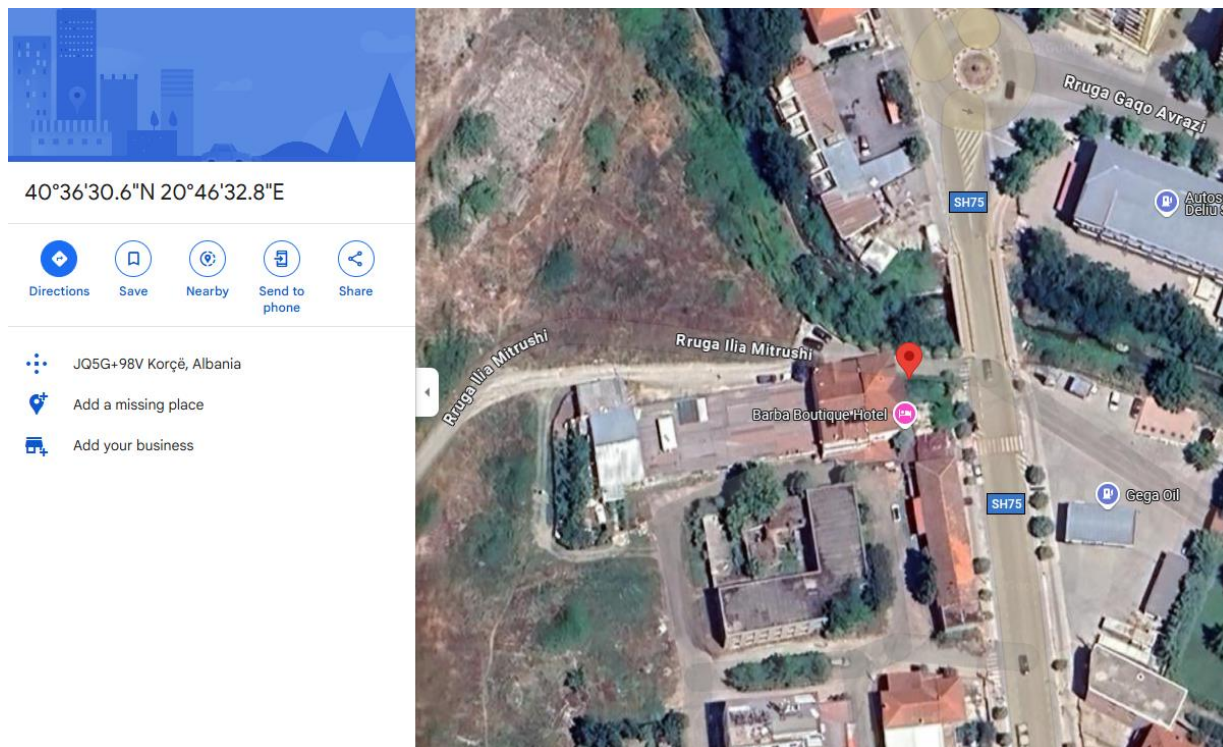 40°36'30.6"N 20°46'32.8"E
Directions
Save
Nearby
Send to
phone
Share
JQ5G+98V Korçë, Albania
Add a missing place
Add your business
Rruga Gaqo Avrazi
SH75
Autos
Deliu S
Rruga Ilia Mitrushi
Rruga Ilia Mitrushi
Barba Boutique Hotel
SH75
Gega Oil